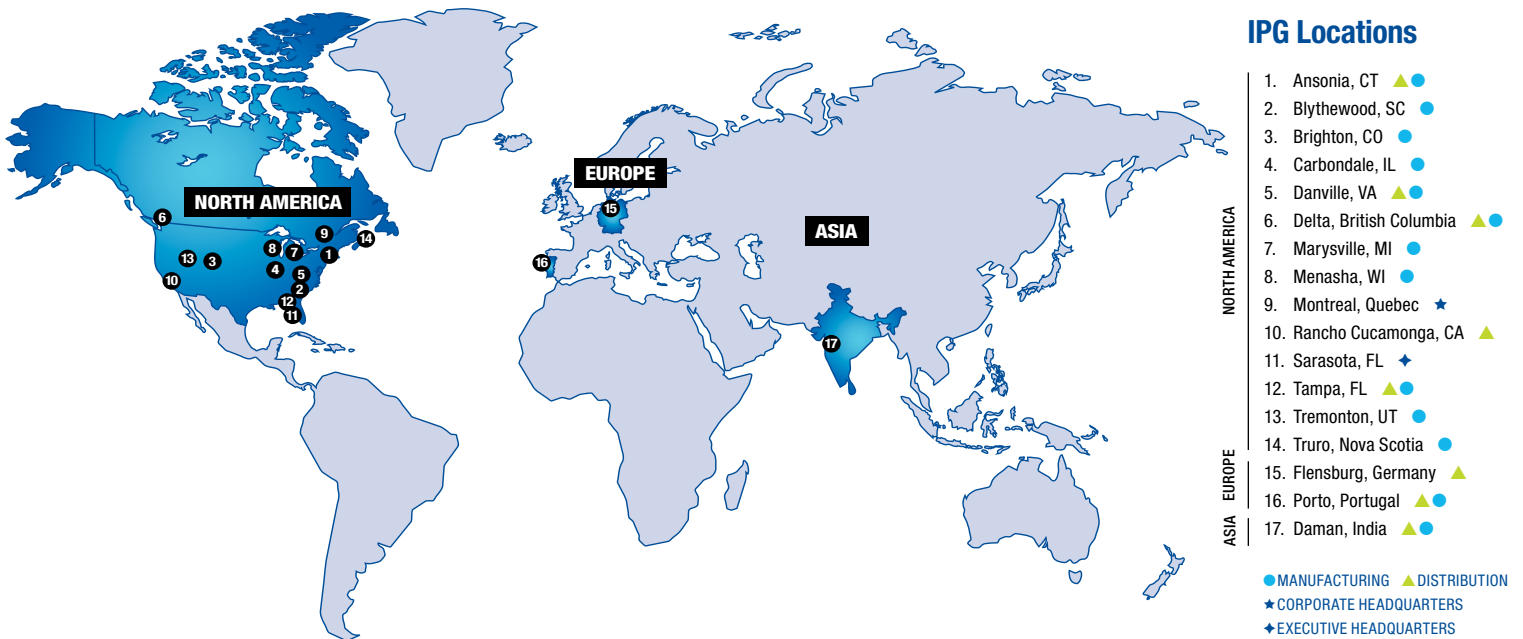 IPG Locations
NORTH AMERICA
EUROPE
ASIA
6
13
3
10
8
7
4
9
1
5
2
12
11
14
15
16
17
NORTH AMERICA
1. Ansonia, CT
2. Blythewood, SC
3. Brighton, CO
4. Carbondale, IL
5. Danville, VA
6. Delta, British Columbia
7. Marysville, MI
8. Menasha, WI
9. Montreal, Quebec
10. Rancho Cucamonga, CA
11. Sarasota, FL
12. Tampa, FL
13. Tremonton, UT
14. Truro, Nova Scotia
EUROPE
15. Flensburg, Germany
16. Porto, Portugal
ASIA
17. Daman, India
MANUFACTURING DISTRIBUTION
CORPORATE HEADQUARTERS
EXECUTIVE HEADQUARTERS